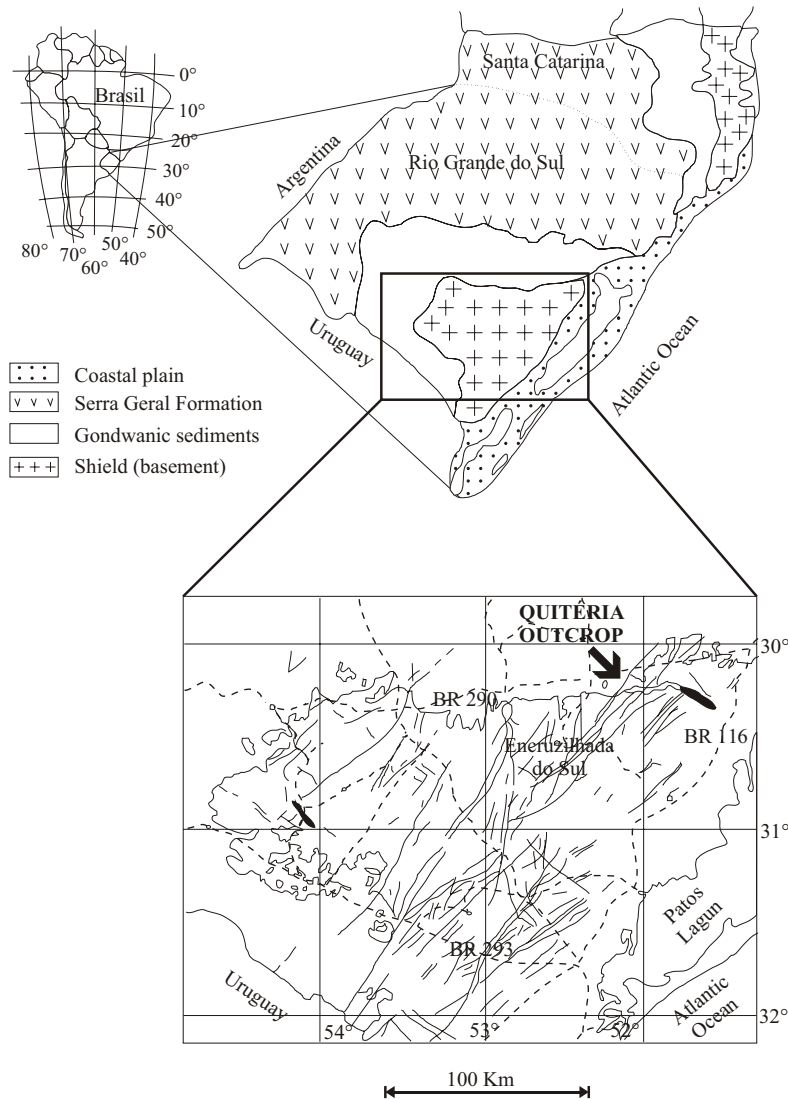 Brasil
0°
10°
20°
30°
40°
50°
80°
70°
60°
50°
40°
Santa Catarina
Rio Grande do Sul
Argentina
Uruguay
Atlantic Ocean
Coastal plain
Serra Geral Formation
Gondwanic sediments
Shield (basement)
QUITÉRIA
OUTCROP
30°
BR 290
BR 116
Eneruzilhada
do Sul
31°
Patos
Lagun
BR 293
Uruguay
Atlantic
Ocean
32°
54°
53°
52°
100 Km